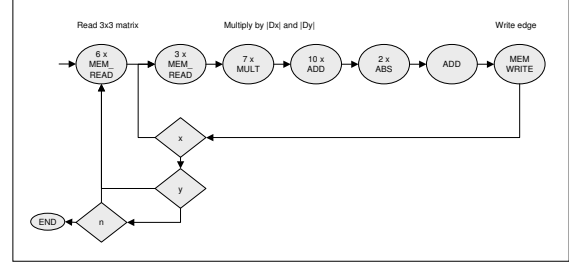 Read 3x3 matrix
Multiply by |Dx| and |Dy|
Write edge
6 x
MEM_
READ
3 x
MEM_
READ
7 x
MULT
10 x
ADD
2 x
ABS
ADD
MEM
WRITE
x
y
n
END